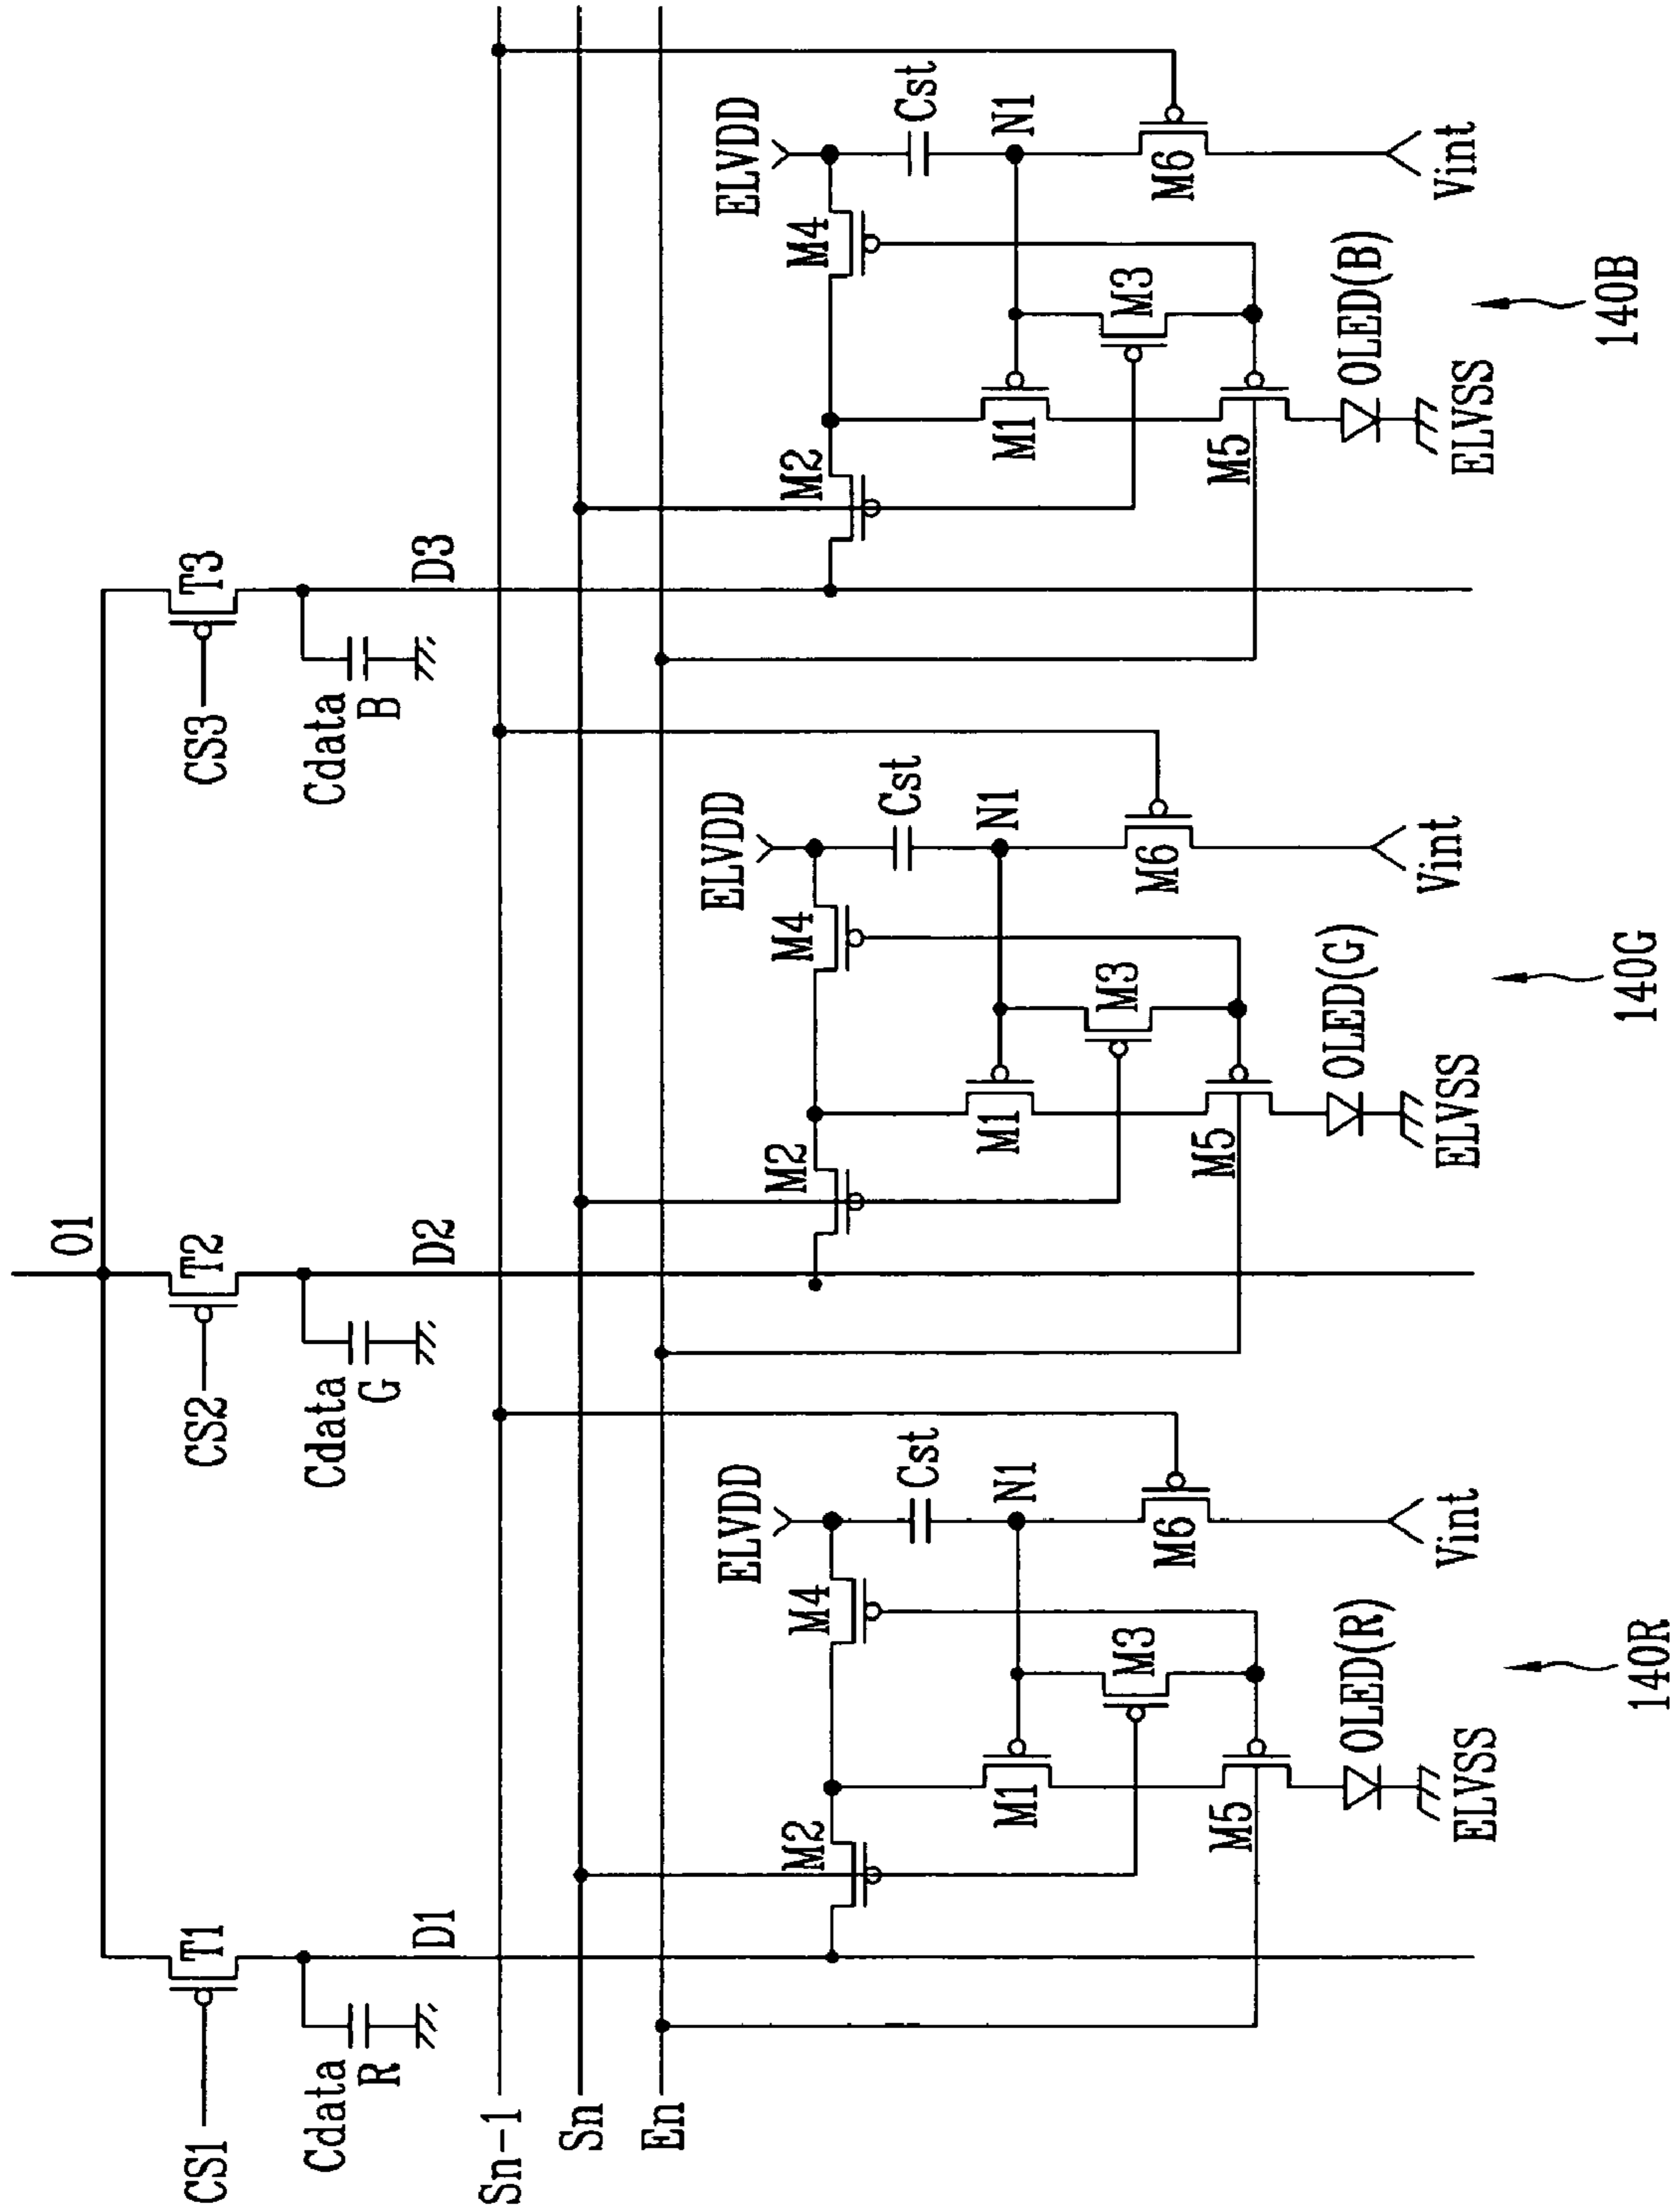 O1
CS1
T1
CS2
T2
CS3
T3
Cdata
R
Cdata
G
Cdata
B
D1
D2
D3
Sn-1
Sn
En
ELVDD
M4
M2
Cst
N1
M1
M3
M6
M5
OLED(R)
ELVSS
Vint
140R
ELVDD
M4
M2
Cst
N1
M1
M3
M6
M5
OLED(G)
ELVSS
Vint
140G
ELVDD
M4
M2
Cst
N1
M1
M3
M6
M5
OLED(B)
ELVSS
Vint
140B